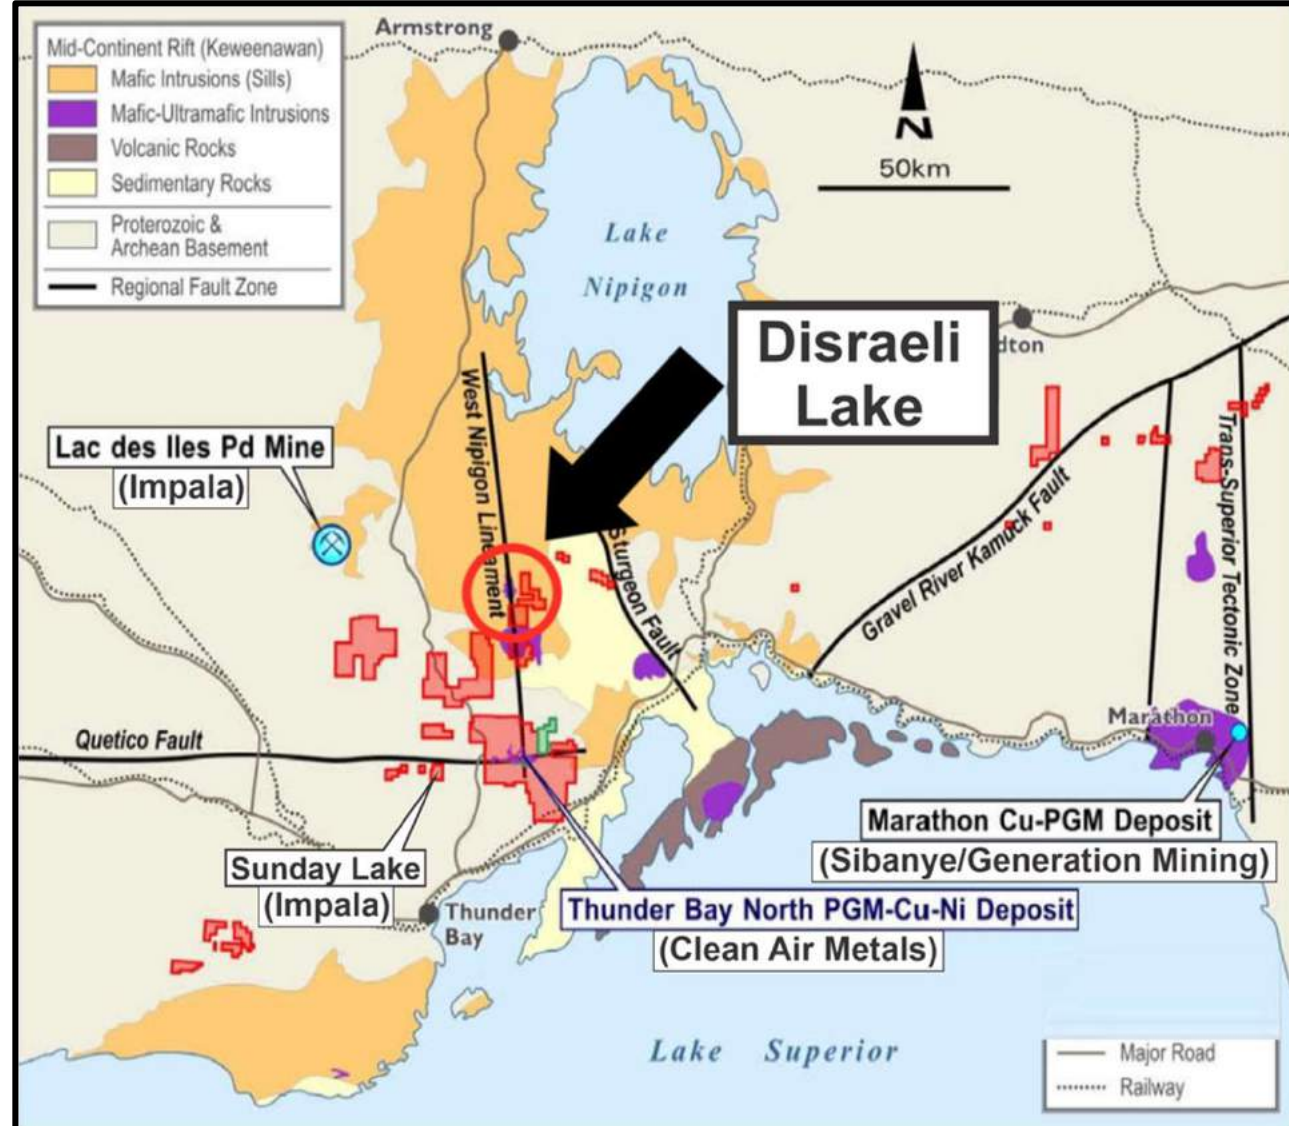 Mid-Continent Rift (Keweenawan)
Mafic Intrusions (Sills)
Mafic-Ultramafic Intrusions
Volcanic Rocks
Sedimentary Rocks
Proterozoic &
Archean Basement
Regional Fault Zone
Armstrong
N
50km
Lake
Nipigon
Disraeli
Lake
dton
Lac des Iles Pd Mine
(Impala)
West Nipigon Lineament
Sturgeon Fault
Gravel River Kamuck Fault
Trans-Superior Tectonic Zone
Quetico Fault
Marathon
Marathon Cu-PGM Deposit
(Sibanye/Generation Mining)
Sunday Lake
(Impala)
Thunder
Bay
Thunder Bay North PGM-Cu-Ni Deposit
(Clean Air Metals)
Lake Superior
Major Road
Railway